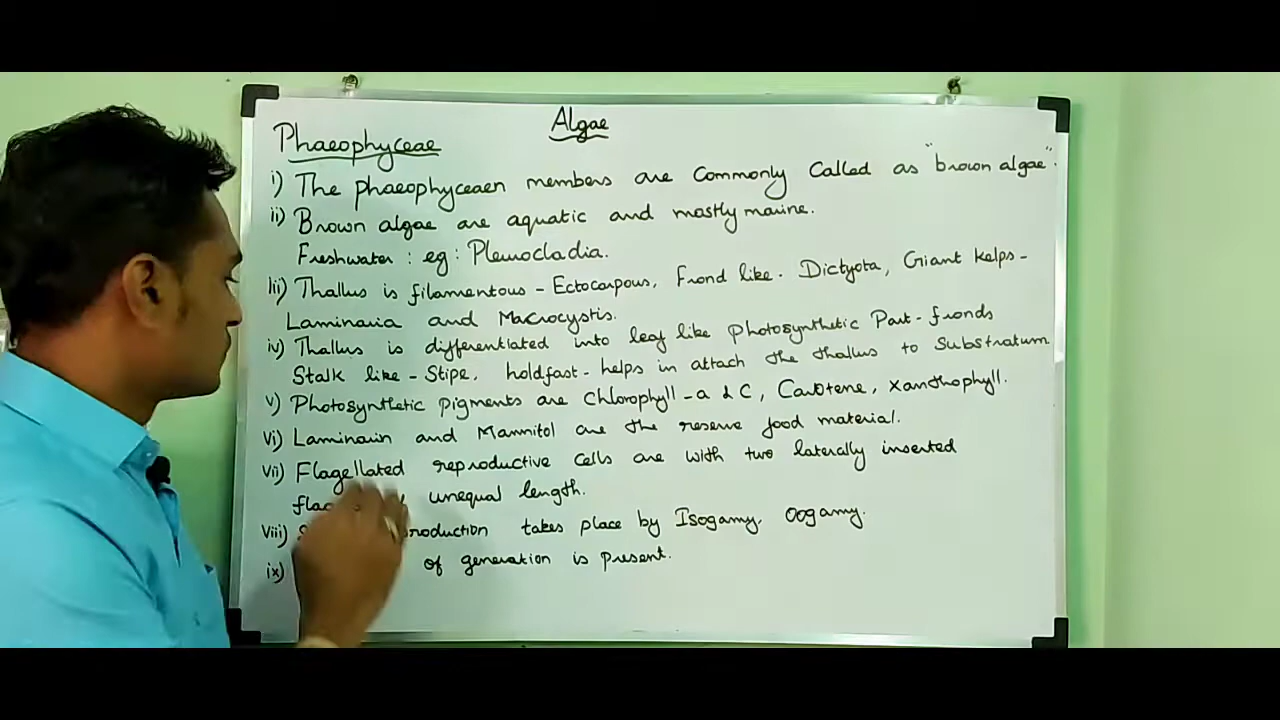 Algae
Phaeophyceae
i) The phaeophyceaen members are Commonly Called as "brown algae".
ii) Brown algae are aquatic and mostly marine.
Freshwater : eg : Pleurocladia.
iii) Thallus is filamentous - Ectocarpous, Frond like. Dictyota, Giant kelps -
Laminaria and Macrocystis.
iv) Thallus is differentiated into leaf like Photosynthetic Part - fronds
Stalk like - Stipe, holdfast - helps in attach the thallus to Substratum
v) Photosynthetic pigments are Chlorophyll - a & C, Carotene, xanthophyll.
vi) Laminarin and Mannitol are the reserve food material.
vii) Flagellated reproductive cells are with two laterally inserted
unequal length.
viii) takes place by Isogamy, Oogamy.
ix) of generation is present.